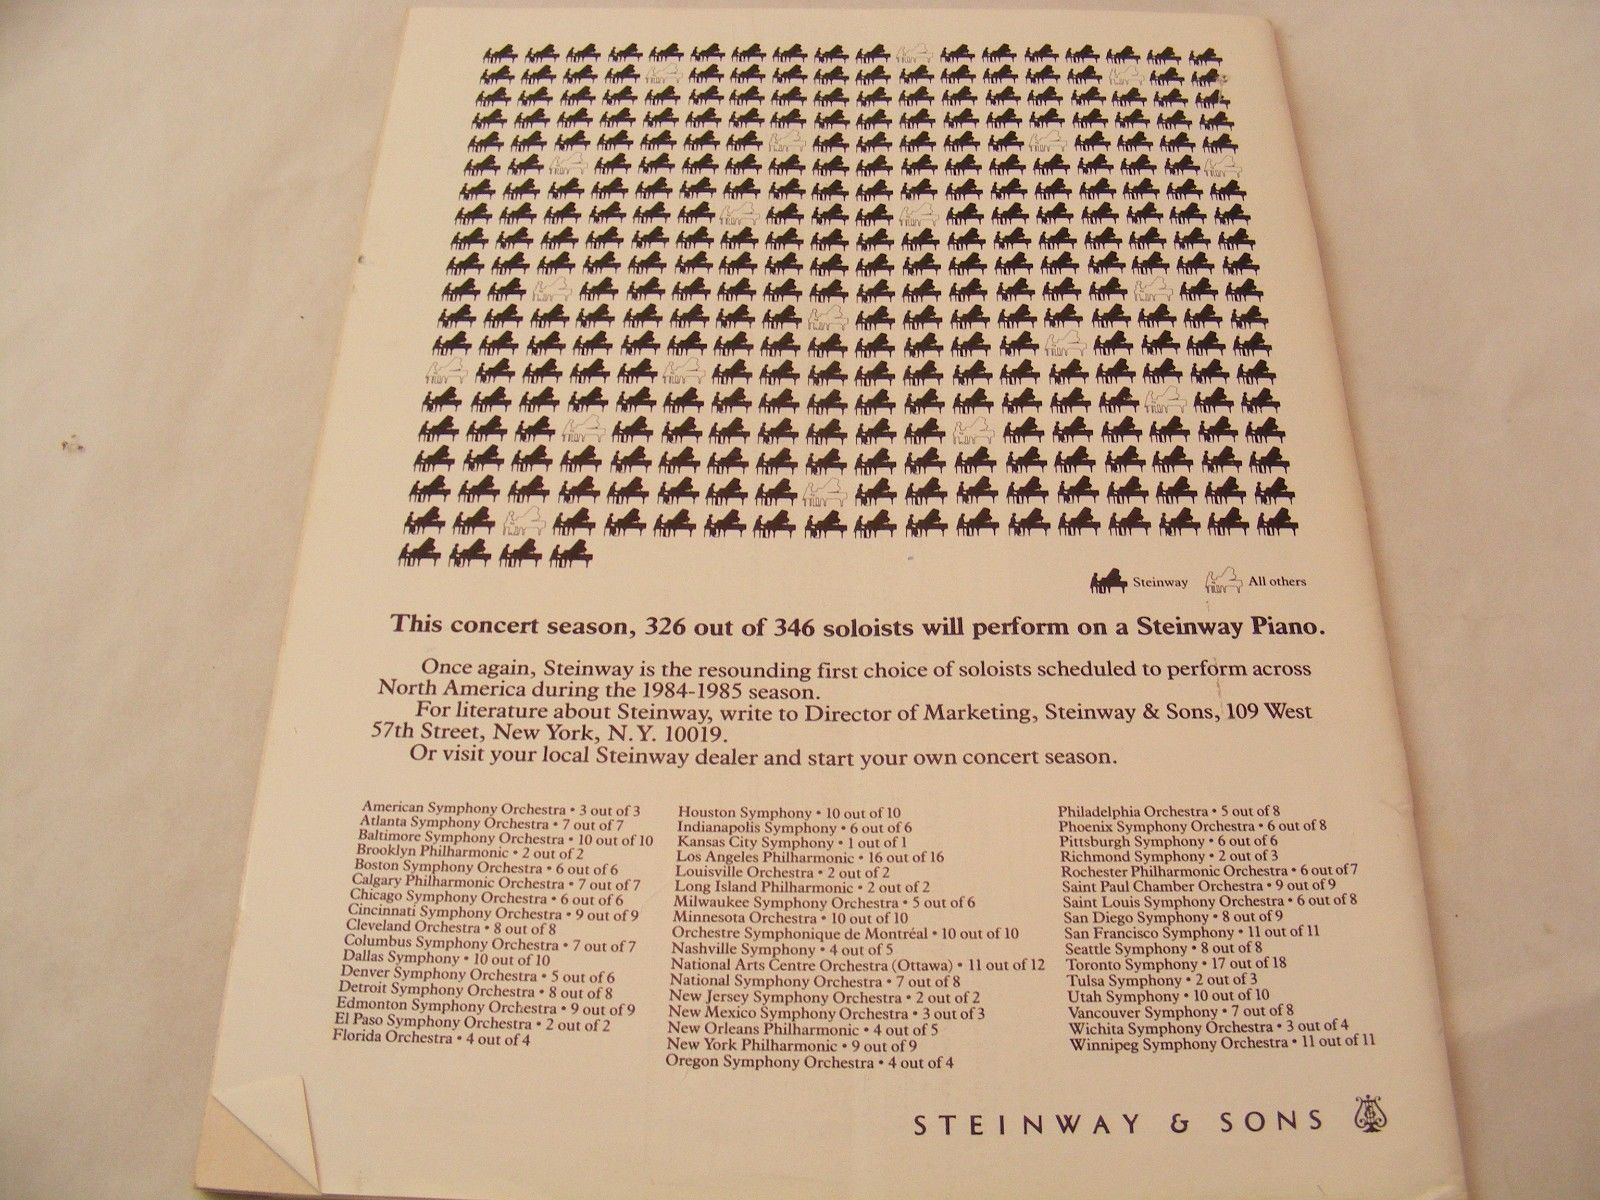 Steinway All others
This concert season, 326 out of 346 soloists will perform on a Steinway Piano.
Once again, Steinway is the resounding first choice of soloists scheduled to perform across
North America during the 1984-1985 season.
For literature about Steinway, write to Director of Marketing, Steinway & Sons, 109 West
57th Street, New York, N.Y. 10019.
Or visit your local Steinway dealer and start your own concert season.
American Symphony Orchestra • 3 out of 3
Atlanta Symphony Orchestra • 7 out of 7
Baltimore Symphony Orchestra • 10 out of 10
Brooklyn Philharmonic • 2 out of 2
Boston Symphony Orchestra • 6 out of 6
Calgary Philharmonic Orchestra • 7 out of 7
Chicago Symphony Orchestra • 6 out of 6
Cincinnati Symphony Orchestra • 9 out of 9
Cleveland Orchestra • 8 out of 8
Columbus Symphony Orchestra • 7 out of 7
Dallas Symphony • 10 out of 10
Denver Symphony Orchestra • 5 out of 6
Detroit Symphony Orchestra • 8 out of 8
Edmonton Symphony Orchestra • 9 out of 9
El Paso Symphony Orchestra • 2 out of 2
Florida Orchestra • 4 out of 4
Houston Symphony • 10 out of 10
Indianapolis Symphony • 6 out of 6
Kansas City Symphony • 1 out of 1
Los Angeles Philharmonic • 16 out of 16
Louisville Orchestra • 2 out of 2
Long Island Philharmonic • 2 out of 2
Milwaukee Symphony Orchestra • 5 out of 6
Minnesota Orchestra • 10 out of 10
Orchestre Symphonique de Montréal • 10 out of 10
Nashville Symphony • 4 out of 5
National Arts Centre Orchestra (Ottawa) • 11 out of 12
National Symphony Orchestra • 7 out of 8
New Jersey Symphony Orchestra • 2 out of 2
New Mexico Symphony Orchestra • 3 out of 3
New Orleans Philharmonic • 4 out of 5
New York Philharmonic • 9 out of 9
Oregon Symphony Orchestra • 4 out of 4
Philadelphia Orchestra • 5 out of 8
Phoenix Symphony Orchestra • 6 out of 8
Pittsburgh Symphony • 6 out of 6
Richmond Symphony • 2 out of 3
Rochester Philharmonic Orchestra • 6 out of 7
Saint Paul Chamber Orchestra • 9 out of 9
Saint Louis Symphony Orchestra • 6 out of 8
San Diego Symphony • 8 out of 9
San Francisco Symphony • 11 out of 11
Seattle Symphony • 8 out of 8
Toronto Symphony • 17 out of 18
Tulsa Symphony • 2 out of 3
Utah Symphony • 10 out of 10
Vancouver Symphony • 7 out of 8
Wichita Symphony Orchestra • 3 out of 4
Winnipeg Symphony Orchestra • 11 out of 11
STEINWAY & SONS